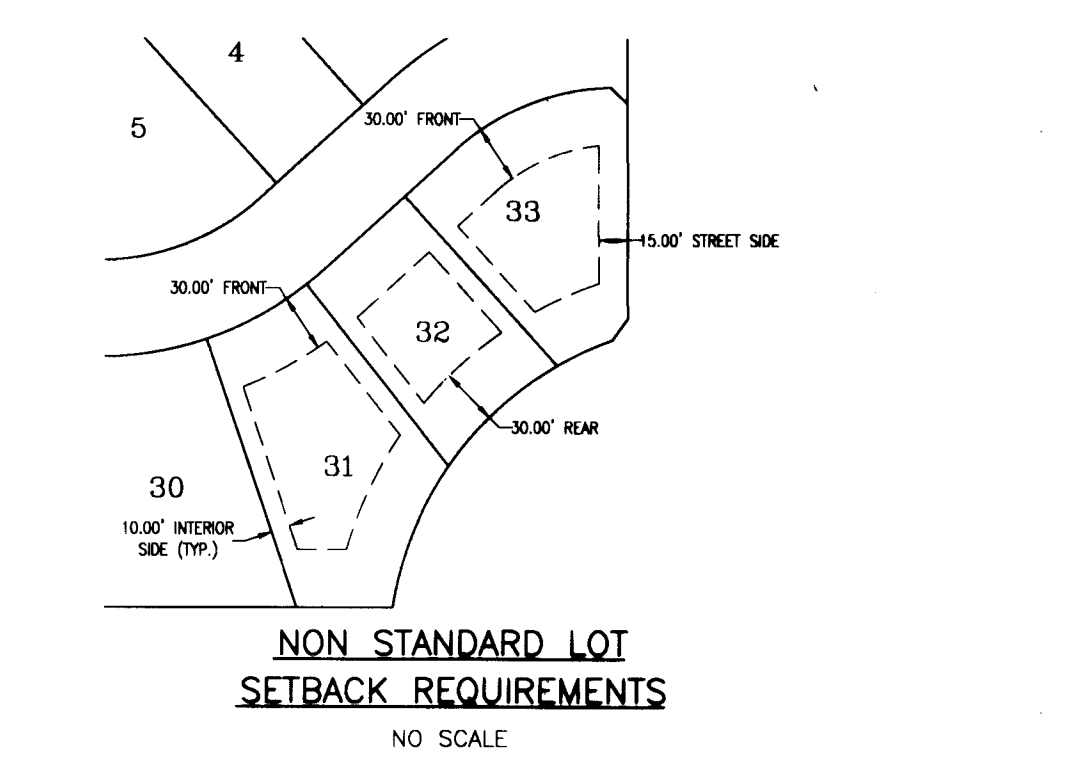 4
5
30.00' FRONT
33
15.00' STREET SIDE
30.00' FRONT
32
30.00' REAR
31
30
10.00' INTERIOR
SIDE (TYP.)
NON STANDARD LOT
SETBACK REQUIREMENTS
NO SCALE